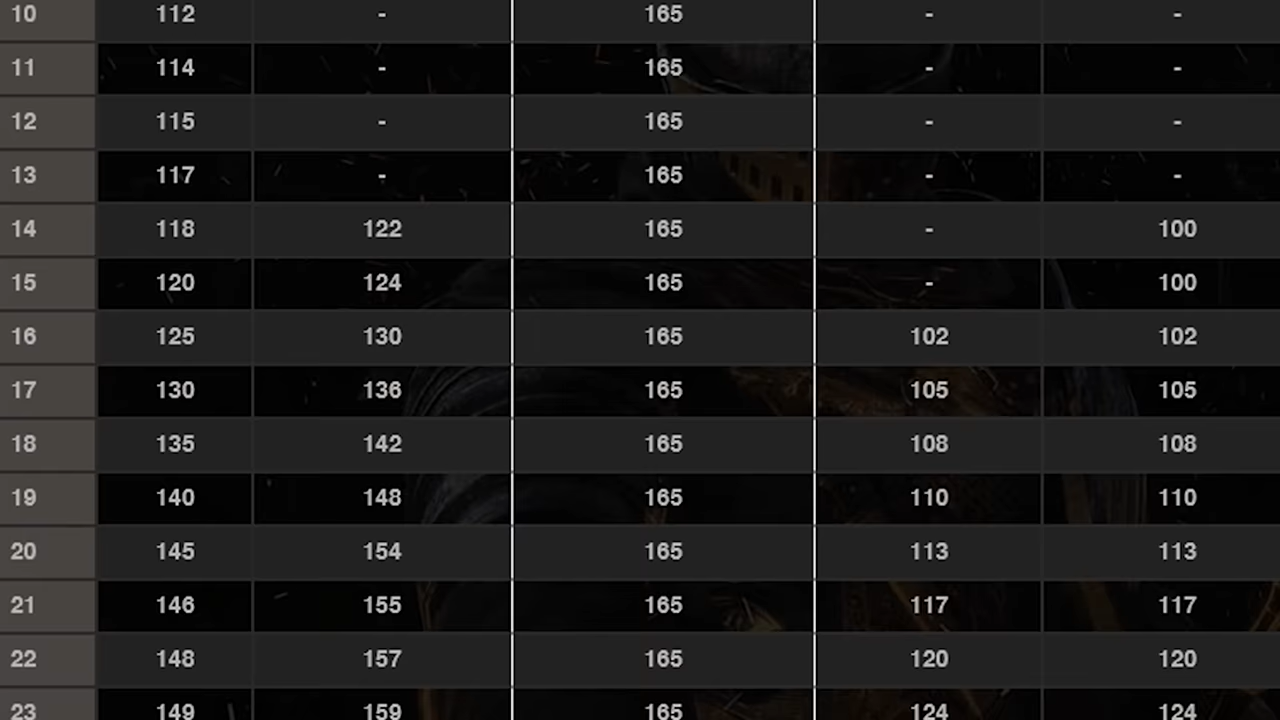 10 112 - 165 - -
11 114 - 165 - -
12 115 - 165 - -
13 117 - 165 - -
14 118 122 165 - 100
15 120 124 165 - 100
16 125 130 165 102 102
17 130 136 165 105 105
18 135 142 165 108 108
19 140 148 165 110 110
20 145 154 165 113 113
21 146 155 165 117 117
22 148 157 165 120 120
23 149 159 165 124 124